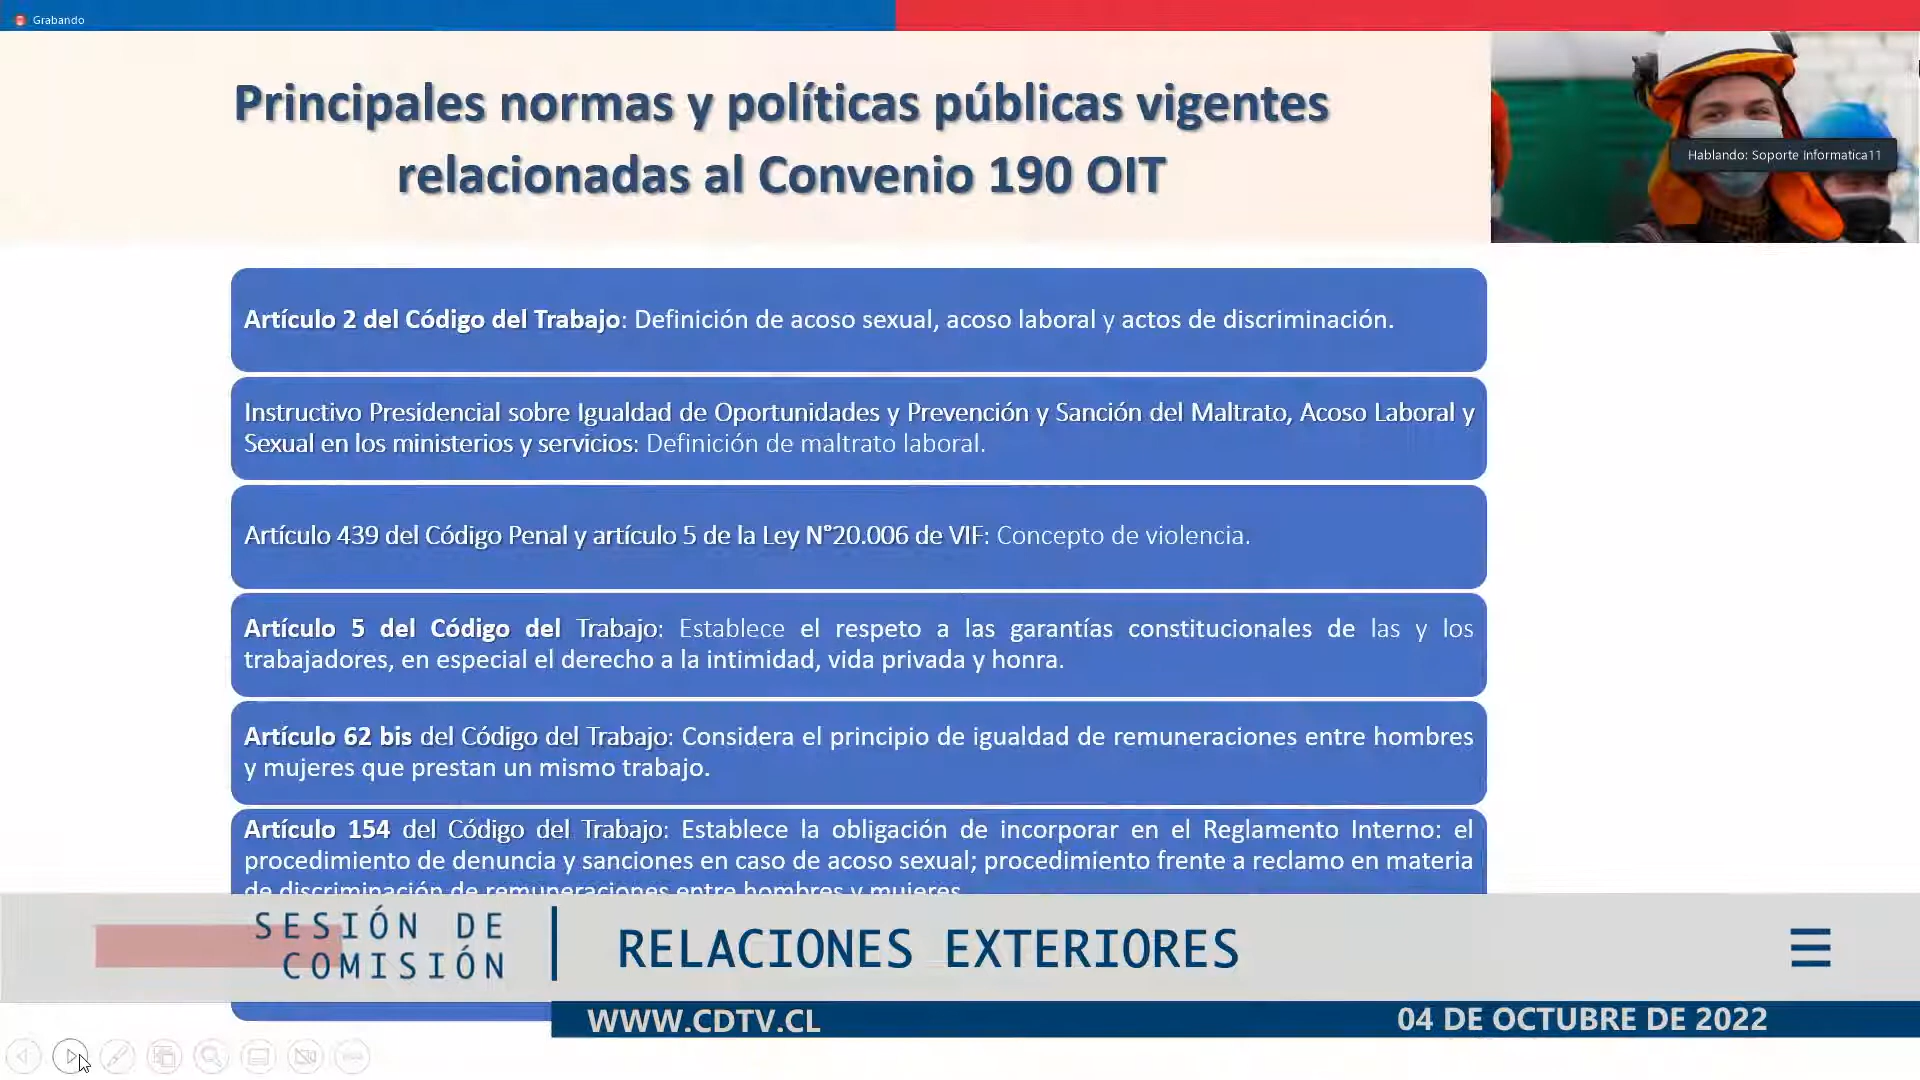 Grabando
Principales normas y políticas públicas vigentes
relacionadas al Convenio 190 OIT
Hablando: Soporte Informatica11
Artículo 2 del Código del Trabajo: Definición de acoso sexual, acoso laboral y actos de discriminación.
Instructivo Presidencial sobre Igualdad de Oportunidades y Prevención y Sanción del Maltrato, Acoso Laboral y
Sexual en los ministerios y servicios: Definición de maltrato laboral.
Artículo 439 del Código Penal y artículo 5 de la Ley N°20.006 de VIF: Concepto de violencia.
Artículo 5 del Código del Trabajo: Establece el respeto a las garantías constitucionales de las y los
trabajadores, en especial el derecho a la intimidad, vida privada y honra.
Artículo 62 bis del Código del Trabajo: Considera el principio de igualdad de remuneraciones entre hombres
y mujeres que prestan un mismo trabajo.
Artículo 154 del Código del Trabajo: Establece la obligación de incorporar en el Reglamento Interno: el
procedimiento de denuncia y sanciones en caso de acoso sexual; procedimiento frente a reclamo en materia
de discriminación de remuneraciones entre hombres y mujeres.
SESIÓN DE
COMISIÓN
RELACIONES EXTERIORES
WWW.CDTV.CL
04 DE OCTUBRE DE 2022